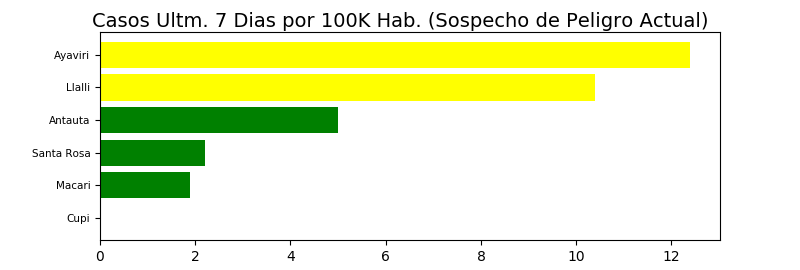 Casos Ultm. 7 Dias por 100K Hab. (Sospecho de Peligro Actual)
Ayaviri
Llalli
Antauta
Santa Rosa
Macari
Cupi
0 2 4 6 8 10 12